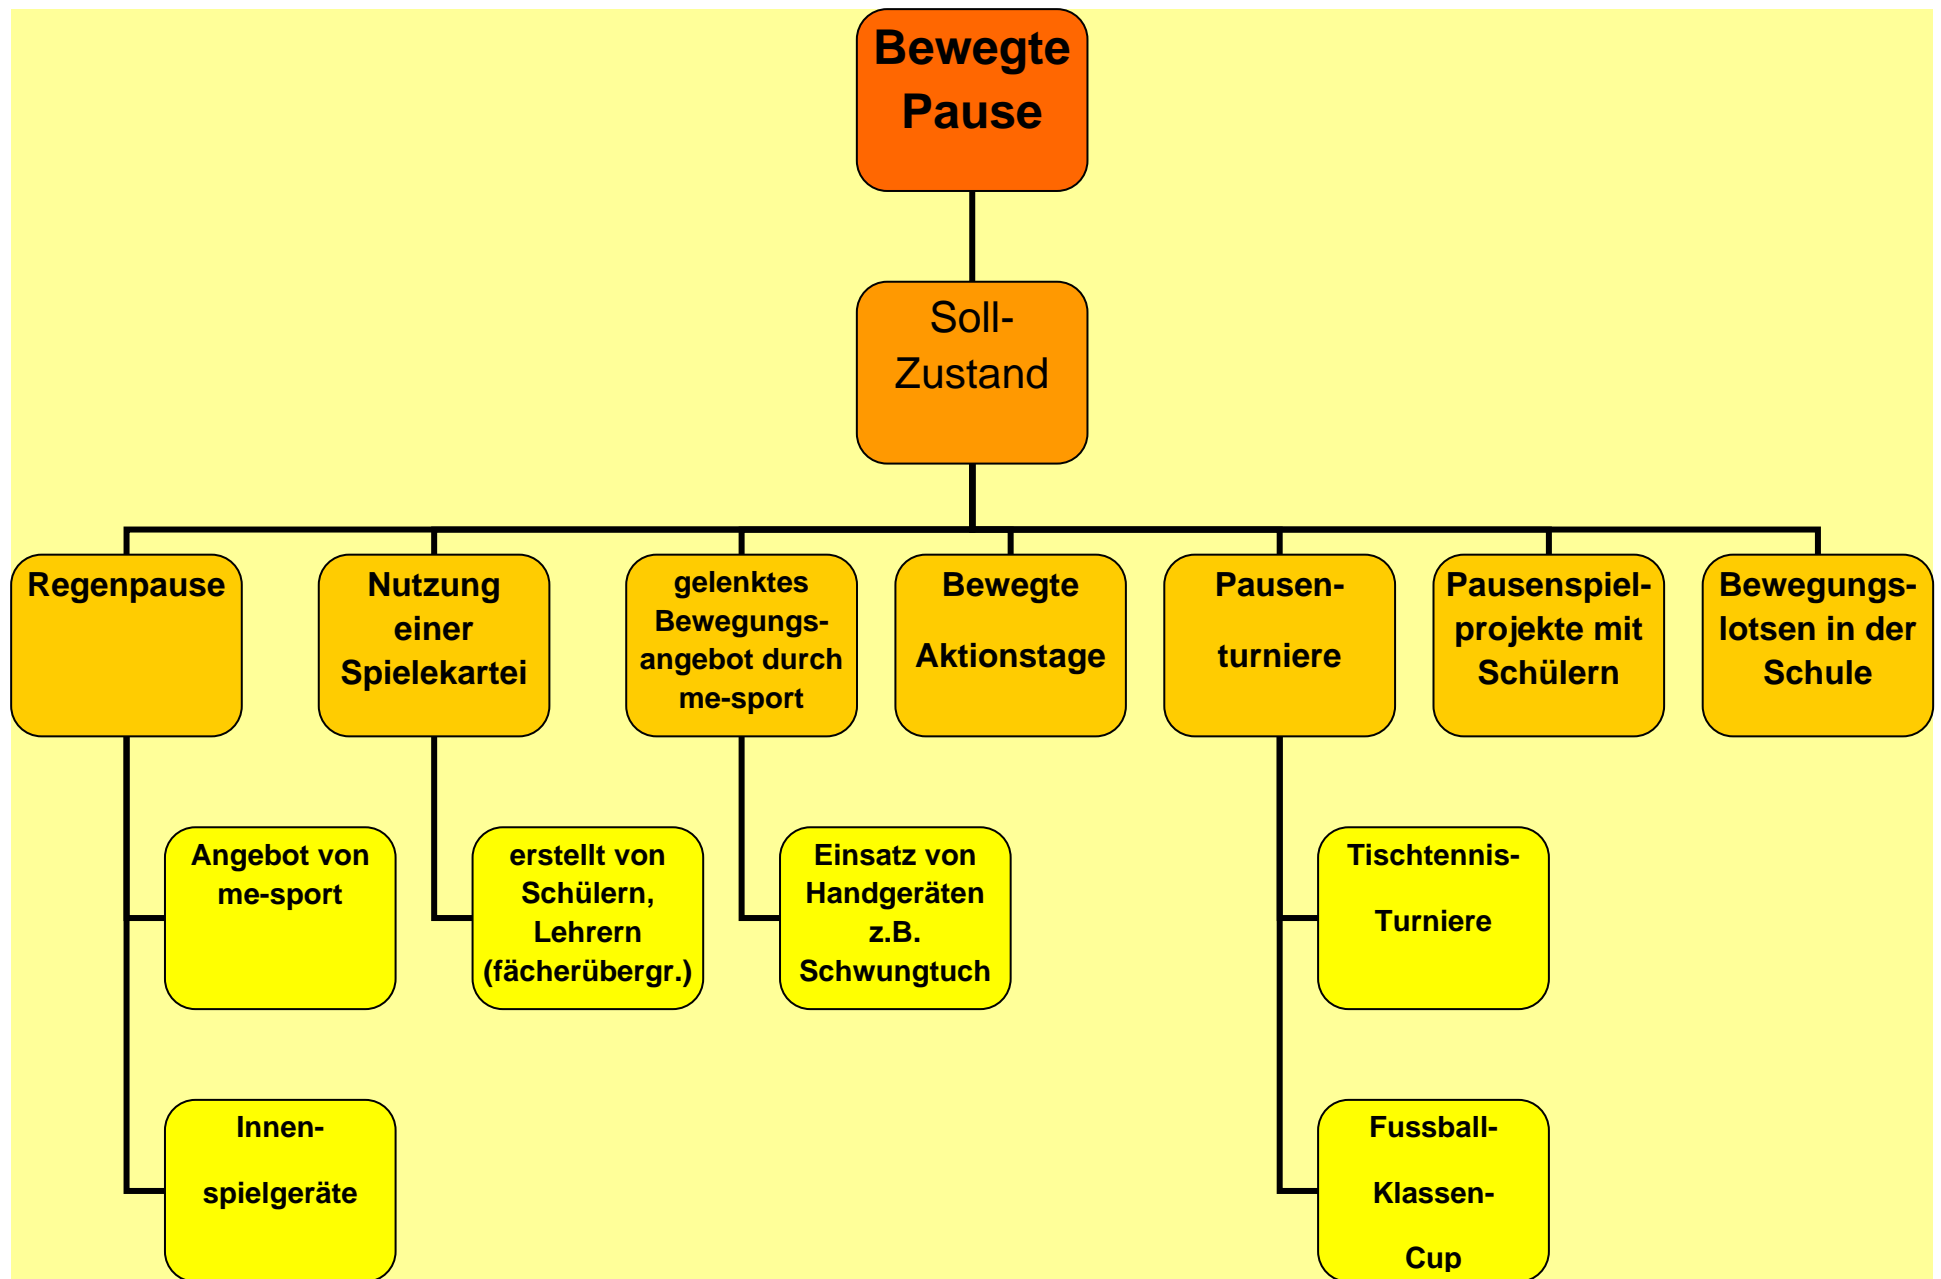 Bewegte
Pause
Soll-
Zustand
Regenpause
Nutzung
einer
Spielekartei
gelenktes
Bewegungs-
angebot durch
me-sport
Bewegte
Aktionstage
Pausen-
turniere
Pausenspiel-
projekte mit
Schülern
Bewegungs-
lotsen in der
Schule
Angebot von
me-sport
erstellt von
Schülern,
Lehrern
(fächerübergr.)
Einsatz von
Handgeräten
z.B.
Schwungtuch
Tischtennis-
Turniere
Innen-
spielgeräte
Fussball-
Klassen-
Cup